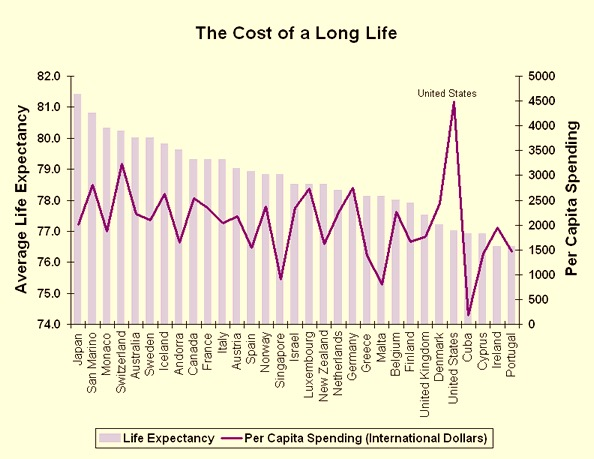 The Cost of a Long Life
Average Life Expectancy
82.0
81.0
80.0
79.0
78.0
77.0
76.0
75.0
74.0
United States
5000
4500
4000
3500
3000
2500
2000
1500
1000
500
0
Per Capita Spending
Japan
San Marino
Monaco
Switzerland
Australia
Sweden
Iceland
Andorra
Canada
France
Italy
Austria
Spain
Norway
Singapore
Israel
Luxembourg
New Zealand
Netherlands
Germany
Greece
Malta
Belgium
Finland
United Kingdom
Denmark
United States
Cuba
Cyprus
Ireland
Portugal
Life Expectancy
Per Capita Spending (International Dollars)